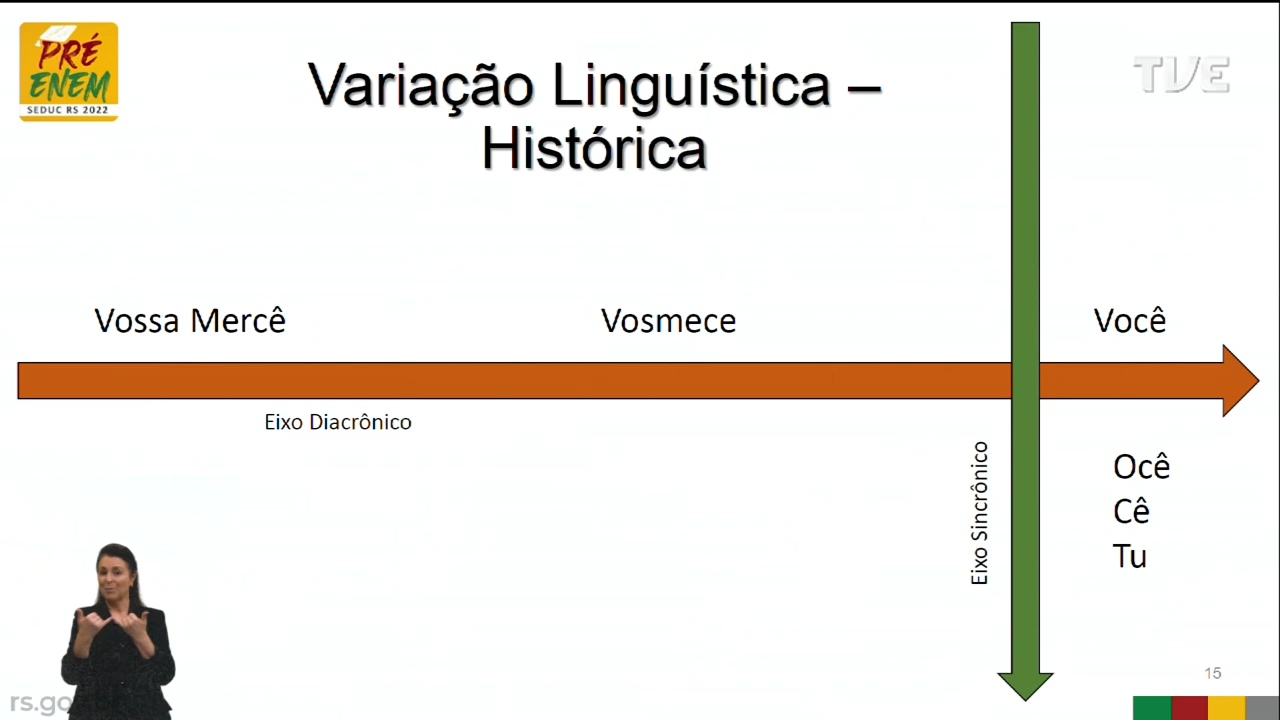 PRÉ
ENEM
SEDUC RS 2022
Variação Linguística –
Histórica
TVE
Vossa Mercê
Vosmece
Você
Eixo Diacrônico
Eixo Sincrônico
Ocê
Cê
Tu
15
rs.go